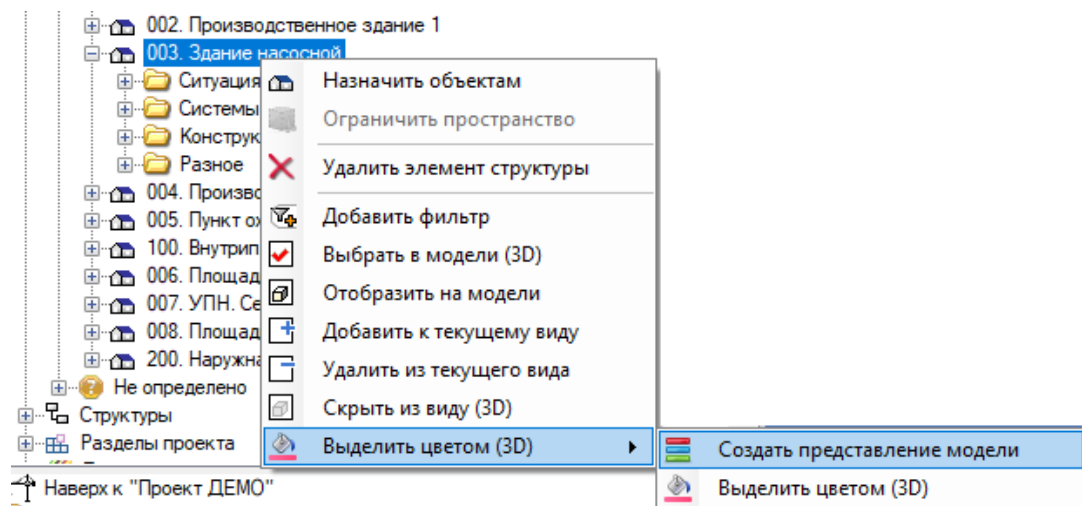 002. Производственное здание 1
003. Здание насосной
Ситуация
Назначить объектам
Системы
Ограничить пространство
Конструк
Разное
Удалить элемент структуры
004. Произво
005. Пункт ох
Добавить фильтр
100. Внутрип
Выбрать в модели (3D)
006. Площад
Отобразить на модели
007. УПН. Се
008. Площад
Добавить к текущему виду
200. Наружна
Удалить из текущего вида
Не определено
Скрыть из виду (3D)
Структуры
Разделы проекта
Выделить цветом (3D)
Создать представление модели
Наверх к "Проект ДЕМО"
Выделить цветом (3D)